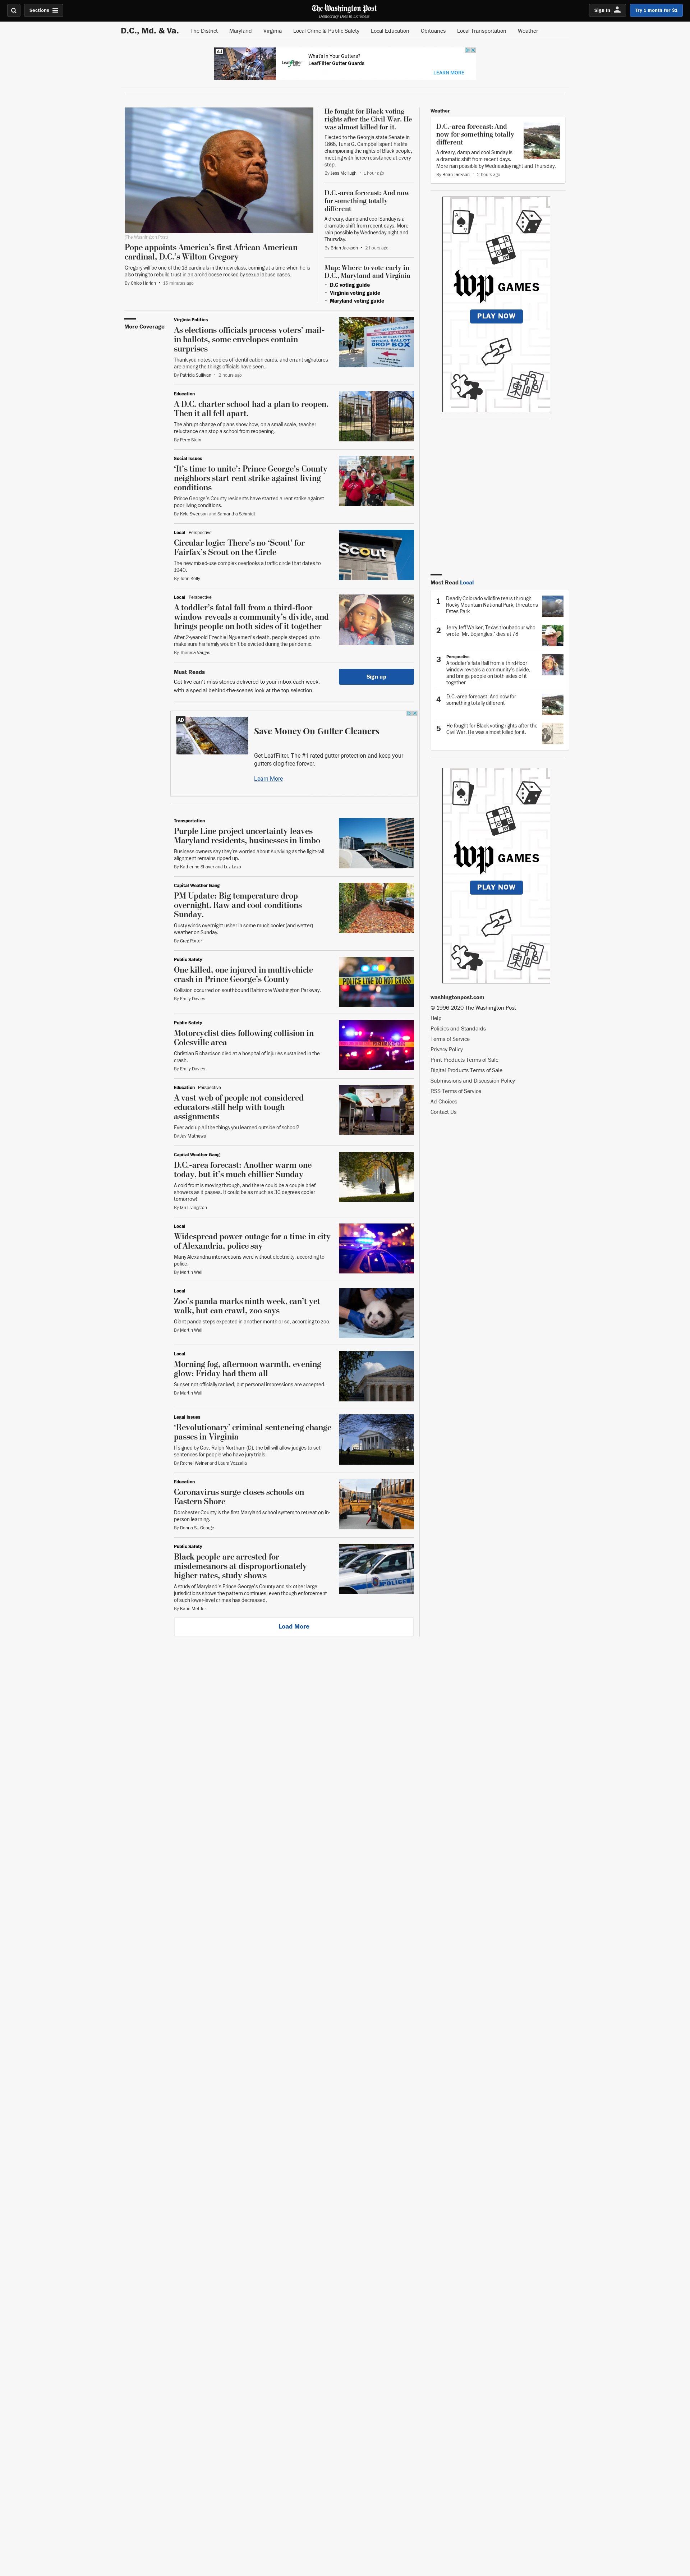 Sections
The Washington Post
Democracy Dies in Darkness
Sign In
Try 1 month for $1
D.C., Md. & Va.
The District
Maryland
Virginia
Local Crime & Public Safety
Local Education
Obituaries
Local Transportation
Weather
Ad
LeafFilter
What's In Your Gutters?
LeafFilter Gutter Guards
LEARN MORE
(The Washington Post)
Pope appoints America's first African American
cardinal, D.C.'s Wilton Gregory
Gregory will be one of the 13 cardinals in the new class, coming at a time when he is
also trying to rebuild trust in an archdiocese rocked by sexual abuse cases.
By Chico Harlan • 15 minutes ago
He fought for Black voting
rights after the Civil War. He
was almost killed for it.
Elected to the Georgia state Senate in
1868, Tunis G. Campbell spent his life
championing the rights of Black people,
meeting with fierce resistance at every
step.
By Jess McHugh • 1 hour ago
D.C.-area forecast: And now
for something totally
different
A dreary, damp and cool Sunday is a
dramatic shift from recent days. More
rain possible by Wednesday night and
Thursday.
By Brian Jackson • 2 hours ago
Map: Where to vote early in
D.C., Maryland and Virginia
• D.C voting guide
• Virginia voting guide
• Maryland voting guide
More Coverage
Virginia Politics
As elections officials process voters' mail-
in ballots, some envelopes contain
surprises
Thank you notes, copies of identification cards, and errant signatures
are among the things officials have seen.
By Patricia Sullivan • 2 hours ago
OFFICIAL
BALLOT
DROP BOX
Education
A D.C. charter school had a plan to reopen.
Then it all fell apart.
The abrupt change of plans show how, on a small scale, teacher
reluctance can stop a school from reopening.
By Perry Stein
Social Issues
‘It's time to unite’: Prince George's County
neighbors start rent strike against living
conditions
Prince George's County residents have started a rent strike against
poor living conditions.
By Kyle Swenson and Samantha Schmidt
Local Perspective
Circular logic: There's no ‘Scout’ for
Fairfax's Scout on the Circle
The new mixed-use complex overlooks a traffic circle that dates to
1940.
By John Kelly
Scout
Local Perspective
A toddler's fatal fall from a third-floor
window reveals a community's divide, and
brings people on both sides of it together
After 2-year-old Ezechiel Nguemezi's death, people stepped up to
make sure his family wouldn't be evicted during the pandemic.
By Theresa Vargas
Must Reads
Get five can't-miss stories delivered to your inbox each week,
with a special behind-the-scenes look at the top selection.
Sign up
AD
Save Money On Gutter Cleaners
Get LeafFilter. The #1 rated gutter protection and keep your
gutters clog-free forever.
Learn More
Transportation
Purple Line project uncertainty leaves
Maryland residents, businesses in limbo
Business owners say they're worried about surviving as the light-rail
alignment remains ripped up.
By Katherine Shaver and Luz Lazo
Capital Weather Gang
PM Update: Big temperature drop
overnight. Raw and cool conditions
Sunday.
Gusty winds overnight usher in some much cooler (and wetter)
weather on Sunday.
By Greg Porter
Public Safety
One killed, one injured in multivehicle
crash in Prince George's County
Collision occurred on southbound Baltimore Washington Parkway.
By Emily Davies
POLICE LINE DO NOT CROSS
Public Safety
Motorcyclist dies following collision in
Colesville area
Christian Richardson died at a hospital of injuries sustained in the
crash.
By Emily Davies
Education Perspective
A vast web of people not considered
educators still help with tough
assignments
Ever add up all the things you learned outside of school?
By Jay Mathews
Capital Weather Gang
D.C.-area forecast: Another warm one
today, but it's much chillier Sunday
A cold front is moving through, and there could be a couple brief
showers as it passes. It could be as much as 30 degrees cooler
tomorrow!
By Ian Livingston
Local
Widespread power outage for a time in city
of Alexandria, police say
Many Alexandria intersections were without electricity, according to
police.
By Martin Weil
Local
Zoo's panda marks ninth week, can't yet
walk, but can crawl, zoo says
Giant panda steps expected in another month or so, according to zoo.
By Martin Weil
Local
Morning fog, afternoon warmth, evening
glow: Friday had them all
Sunset not officially ranked, but personal impressions are accepted.
By Martin Weil
Legal Issues
‘Revolutionary’ criminal sentencing change
passes in Virginia
If signed by Gov. Ralph Northam (D), the bill will allow judges to set
sentences for people who have jury trials.
By Rachel Weiner and Laura Vozzella
Education
Coronavirus surge closes schools on
Eastern Shore
Dorchester County is the first Maryland school system to retreat on in-
person learning.
By Donna St. George
Public Safety
Black people are arrested for
misdemeanors at disproportionately
higher rates, study shows
A study of Maryland's Prince George's County and six other large
jurisdictions shows the pattern continues, even though enforcement
of such lower-level crimes has decreased.
By Katie Mettler
POLICE
Load More
Weather
D.C.-area forecast: And
now for something totally
different
A dreary, damp and cool Sunday is
a dramatic shift from recent days.
More rain possible by Wednesday night and Thursday.
By Brian Jackson • 2 hours ago
wp GAMES
PLAY NOW
Most Read Local
1
Deadly Colorado wildfire tears through
Rocky Mountain National Park, threatens
Estes Park
2
Jerry Jeff Walker, Texas troubadour who
wrote ‘Mr. Bojangles,’ dies at 78
3
Perspective
A toddler's fatal fall from a third-floor
window reveals a community's divide,
and brings people on both sides of it
together
4
D.C.-area forecast: And now for
something totally different
5
He fought for Black voting rights after the
Civil War. He was almost killed for it.
wp GAMES
PLAY NOW
washingtonpost.com
© 1996-2020 The Washington Post
Help
Policies and Standards
Terms of Service
Privacy Policy
Print Products Terms of Sale
Digital Products Terms of Sale
Submissions and Discussion Policy
RSS Terms of Service
Ad Choices
Contact Us